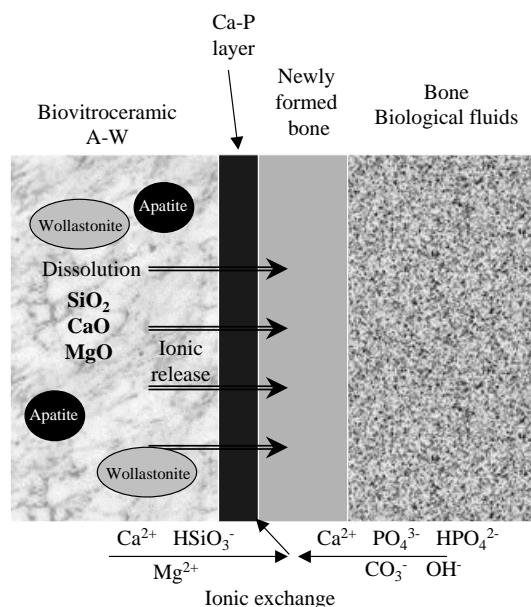 Ca-P
layer
Newly
formed
bone
Biovitroceramic
A-W
Bone
Biological fluids
Apatite
Wollastonite
Dissolution
SiO₂
CaO
MgO
Ionic
release
Apatite
Wollastonite
Ca²⁺ HSiO₃⁻
Mg²⁺
Ca²⁺ PO₄³⁻ HPO₄²⁻
CO₃⁻ OH⁻
Ionic exchange